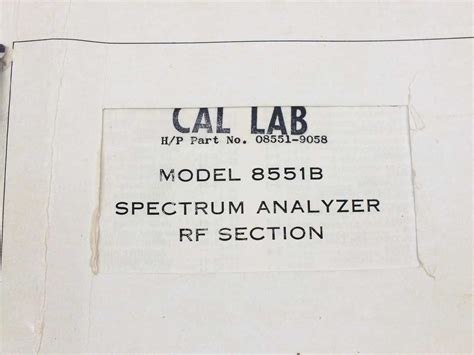 CAL LAB
H/P Part No. 08551-9058
MODEL 8551B
SPECTRUM ANALYZER
RF SECTION